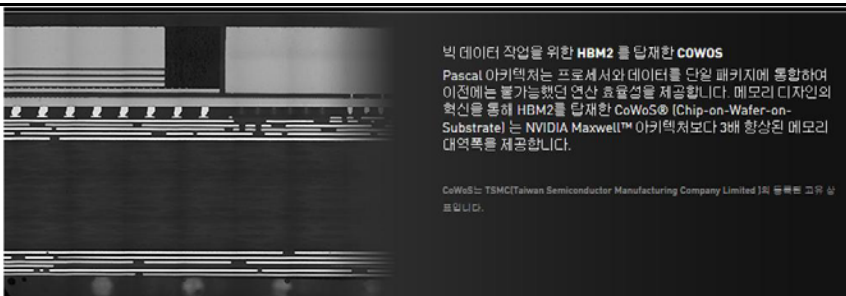 빅 데이터 작업을 위한 HBM2 를 탑재한 COWOS
Pascal 아키텍처는 프로세서와 데이터를 단일 패키지에 통합하여
이전에는 불가능했던 연산 효율성을 제공합니다. 메모리 디자인의
혁신을 통해 HBM2를 탑재한 CoWoS® (Chip-on-Wafer-on-
Substrate) 는 NVIDIA Maxwell™ 아키텍처보다 3배 향상된 메모리
대역폭을 제공합니다.
CoWoS는 TSMC(Taiwan Semiconductor Manufacturing Company Limited )의 등록된 고유 상
표입니다.